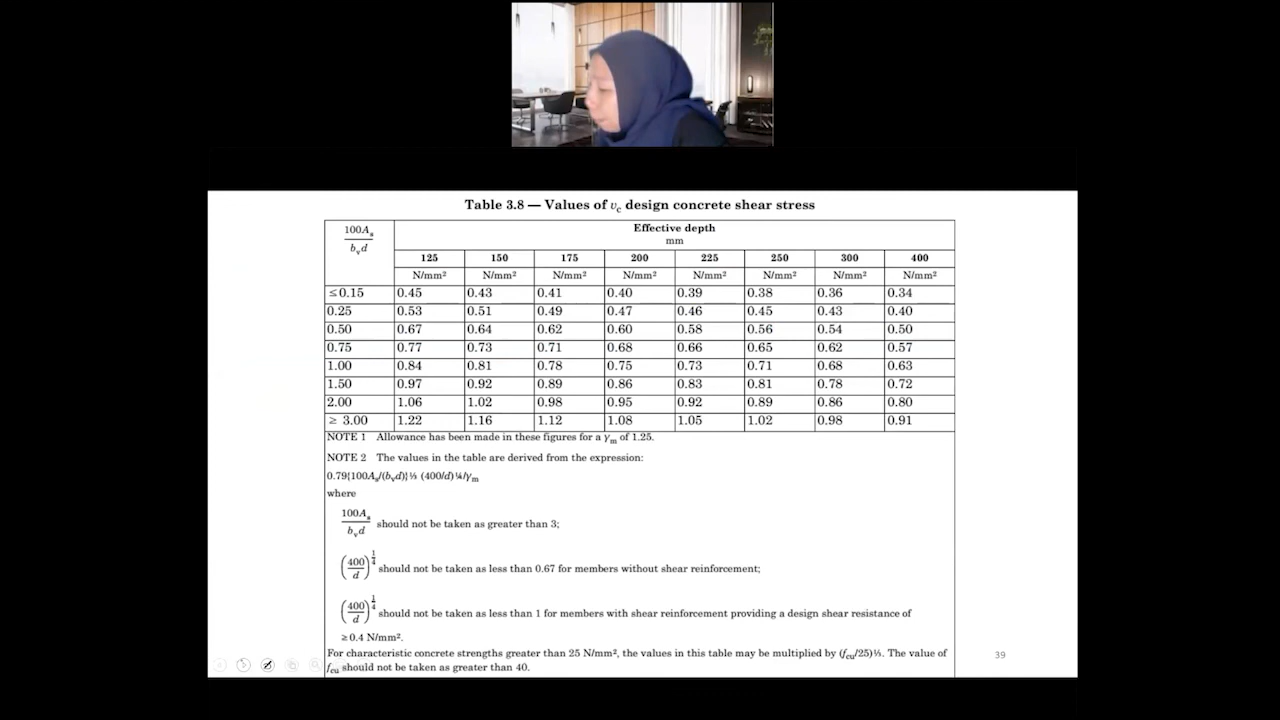 Table 3.8 — Values of vc design concrete shear stress
100As
bvd
Effective depth
mm
125 150 175 200 225 250 300 400
N/mm² N/mm² N/mm² N/mm² N/mm² N/mm² N/mm² N/mm²
≤ 0.15 0.45 0.43 0.41 0.40 0.39 0.38 0.36 0.34
0.25 0.53 0.51 0.49 0.47 0.46 0.45 0.43 0.40
0.50 0.67 0.64 0.62 0.60 0.58 0.56 0.54 0.50
0.75 0.77 0.73 0.71 0.68 0.66 0.65 0.62 0.57
1.00 0.84 0.81 0.78 0.75 0.73 0.71 0.68 0.63
1.50 0.97 0.92 0.89 0.86 0.83 0.81 0.78 0.72
2.00 1.06 1.02 0.98 0.95 0.92 0.89 0.86 0.80
≥ 3.00 1.22 1.16 1.12 1.08 1.05 1.02 0.98 0.91
NOTE 1 Allowance has been made in these figures for a γm of 1.25.
NOTE 2 The values in the table are derived from the expression:
0.79{100As/(bvd)}⅓ (400/d)¼/γm
where
100As
bvd
should not be taken as greater than 3;
(400/d)¼ should not be taken as less than 0.67 for members without shear reinforcement;
(400/d)¼ should not be taken as less than 1 for members with shear reinforcement providing a design shear resistance of
≥ 0.4 N/mm².
For characteristic concrete strengths greater than 25 N/mm², the values in this table may be multiplied by (fcu/25)⅓. The value of
fcu should not be taken as greater than 40.
39